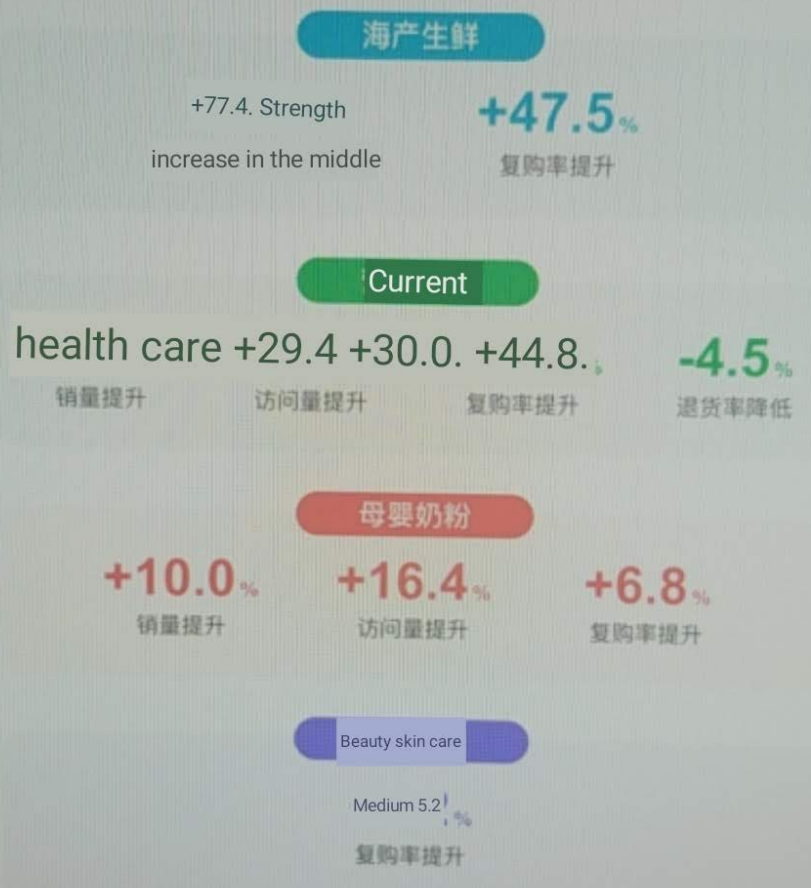 海产生鲜
+77.4. Strength +47.5%
increase in the middle 复购率提升
Current
health care +29.4 +30.0. +44.8. -4.5%
销量提升 访问量提升 复购率提升 退货率降低
母婴奶粉
+10.0% +16.4% +6.8%
销量提升 访问量提升 复购率提升
Beauty skin care
Medium 5.2 %
复购率提升